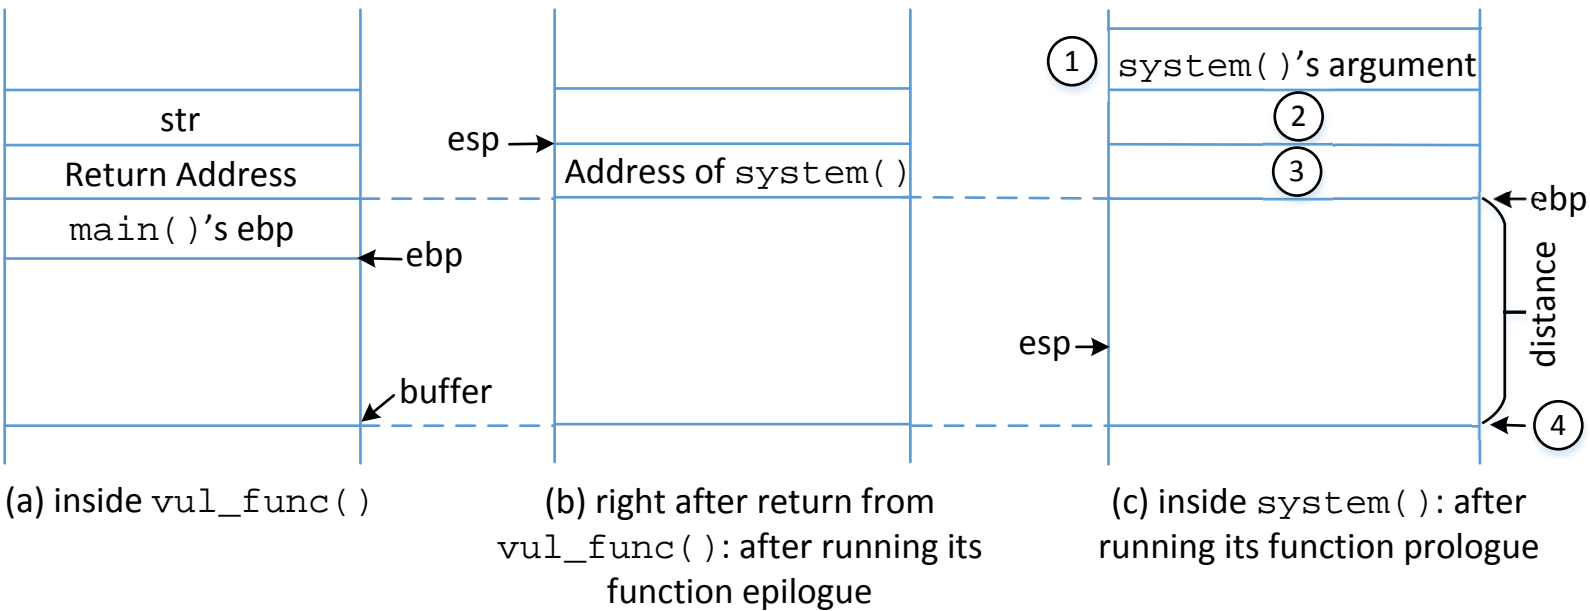 str
Return Address
main()’s ebp
ebp
buffer
(a) inside vul_func()
esp
Address of system()
(b) right after return from
vul_func(): after running its
function epilogue
1
system()’s argument
2
3
ebp
distance
esp
4
(c) inside system(): after
running its function prologue